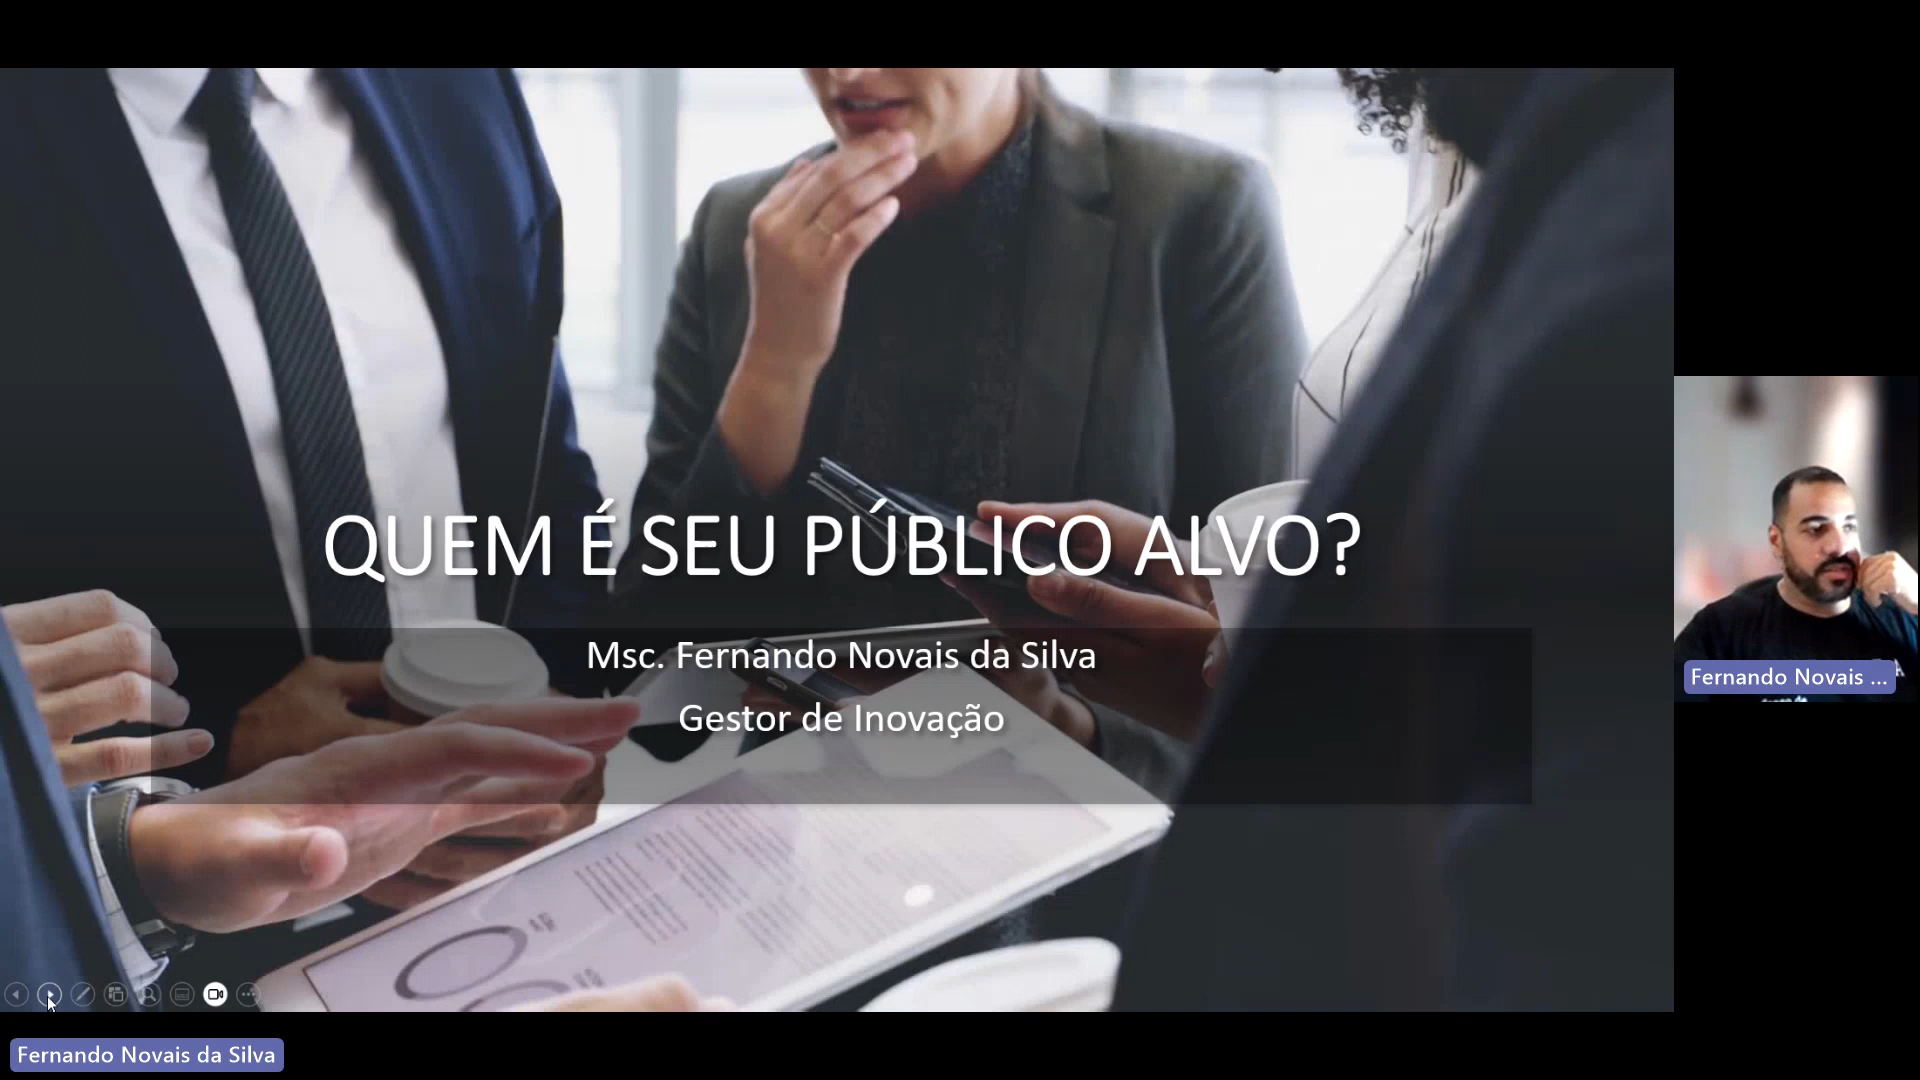 QUEM É SEU PÚBLICO ALVO?
Msc. Fernando Novais da Silva
Gestor de Inovação
Fernando Novais ...
Fernando Novais da Silva